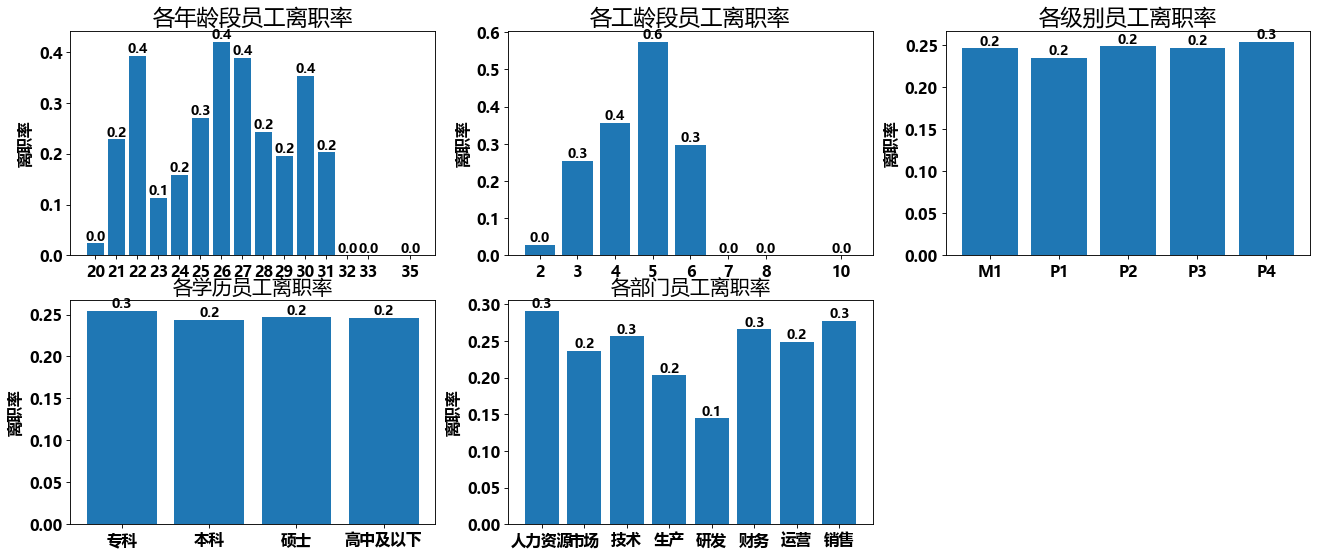 各年龄段员工离职率
离职率
0.4
0.3
0.2
0.1
0.0
0.0 0.2 0.4 0.1 0.2 0.3 0.4 0.4 0.2 0.2 0.4 0.2 0.0 0.0 0.0
20 21 22 23 24 25 26 27 28 29 30 31 32 33 35
各工龄段员工离职率
离职率
0.6
0.5
0.4
0.3
0.2
0.1
0.0
0.0 0.3 0.4 0.6 0.3 0.0 0.0 0.0
2 3 4 5 6 7 8 10
各级别员工离职率
离职率
0.25
0.20
0.15
0.10
0.05
0.00
0.2 0.2 0.2 0.2 0.3
M1 P1 P2 P3 P4
各学历员工离职率
离职率
0.25
0.20
0.15
0.10
0.05
0.00
0.3 0.2 0.2 0.2
专科 本科 硕士 高中及以下
各部门员工离职率
离职率
0.30
0.25
0.20
0.15
0.10
0.05
0.00
0.3 0.2 0.3 0.2 0.1 0.3 0.2 0.3
人力资源 市场 技术 生产 研发 财务 运营 销售